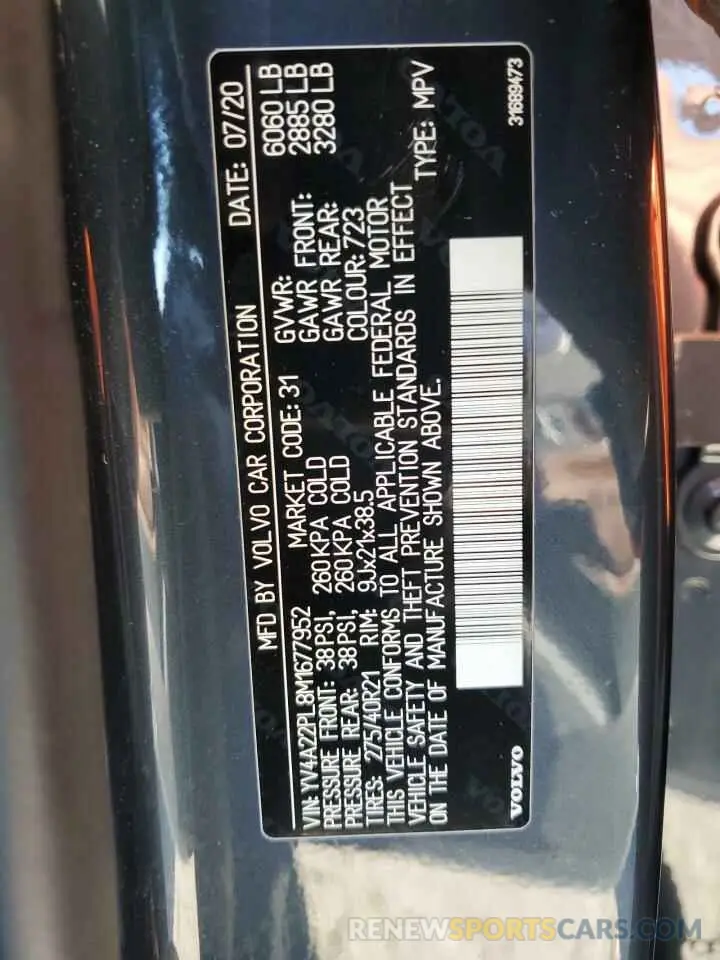 MFD BY VOLVO CAR CORPORATION DATE: 07/20
VIN: YV4A22PL8M1677952 MARKET CODE: 31 GVWR: 6060 LB
PRESSURE FRONT: 38PSI, 260KPA COLD GAWR FRONT: 2885 LB
PRESSURE REAR: 38PSI, 260KPA COLD GAWR REAR: 3280 LB
TIRES: 275/40R21 RIM: 9Jx21x38.5 COLOUR: 723
THIS VEHICLE CONFORMS TO ALL APPLICABLE FEDERAL MOTOR
VEHICLE SAFETY AND THEFT PREVENTION STANDARDS IN EFFECT
ON THE DATE OF MANUFACTURE SHOWN ABOVE. TYPE: MPV
VOLVO 31689473
RENEWSPORTSCARS.COM